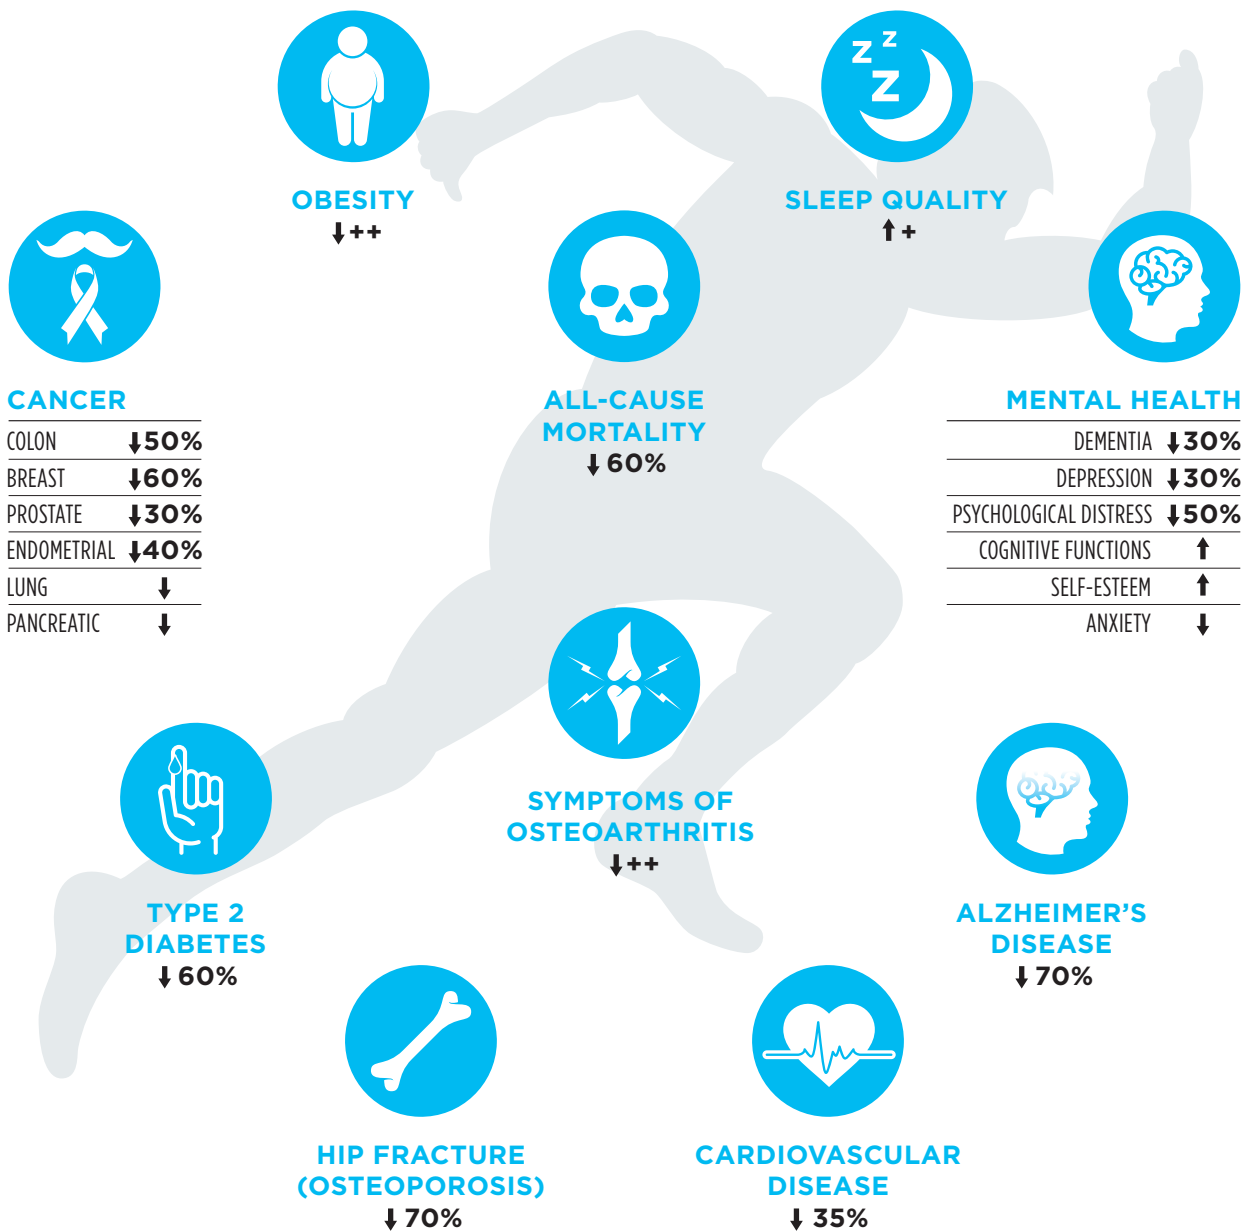 z z
z
OBESITY
↓++
SLEEP QUALITY
↑+
CANCER
COLON ↓50%
BREAST ↓60%
PROSTATE ↓30%
ENDOMETRIAL ↓40%
LUNG ↓
PANCREATIC ↓
ALL-CAUSE
MORTALITY
↓60%
MENTAL HEALTH
DEMENTIA ↓30%
DEPRESSION ↓30%
PSYCHOLOGICAL DISTRESS ↓50%
COGNITIVE FUNCTIONS ↑
SELF-ESTEEM ↑
ANXIETY ↓
SYMPTOMS OF
OSTEOARTHRITIS
↓++
TYPE 2
DIABETES
↓60%
ALZHEIMER’S
DISEASE
↓70%
HIP FRACTURE
(OSTEOPOROSIS)
↓70%
CARDIOVASCULAR
DISEASE
↓35%